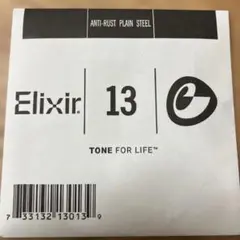 ANTI-RUST PLAIN STEEL
Elixir. 13
TONE FOR LIFE™
7 33132 13013 9